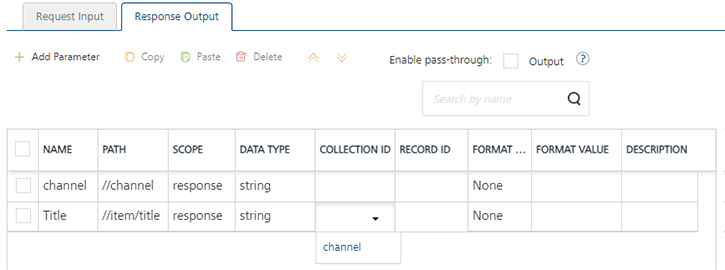 Request Input Response Output
Add Parameter Copy Paste Delete Enable pass-through: Output ?
Search by name
NAME PATH SCOPE DATA TYPE COLLECTION ID RECORD ID FORMAT ... FORMAT VALUE DESCRIPTION
channel //channel response string None
Title //item/title response string None
channel